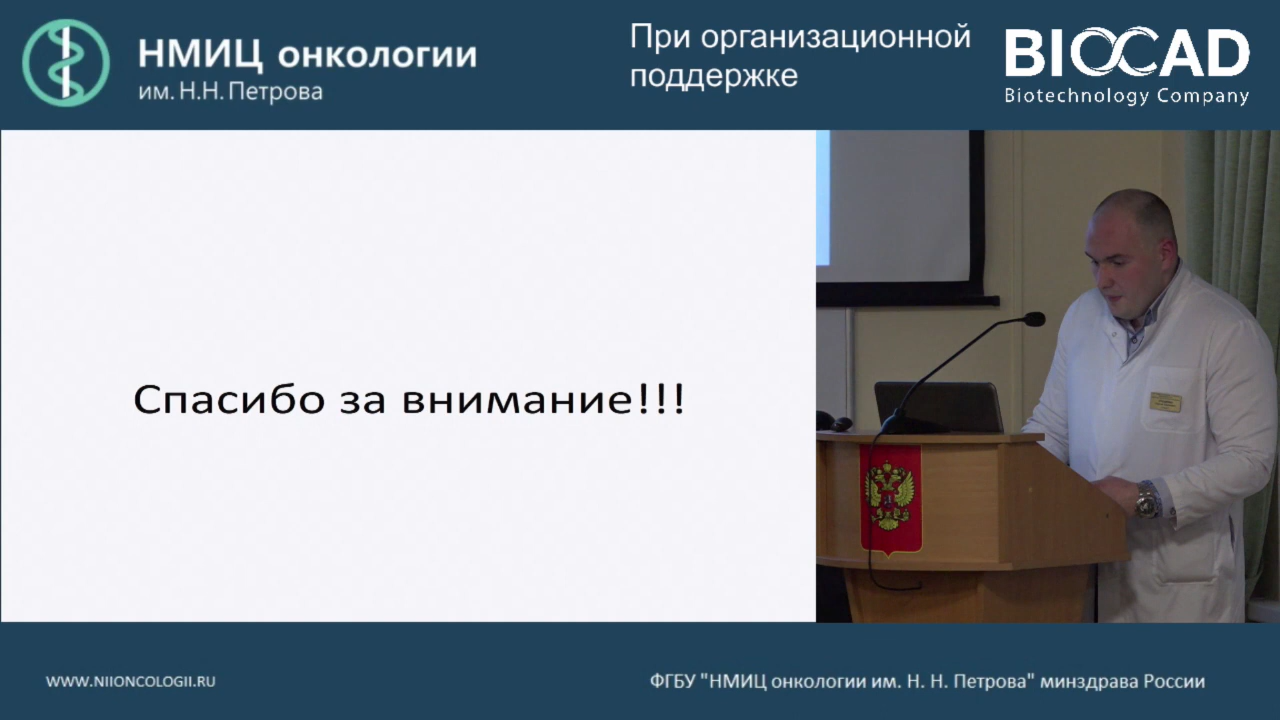 НМИЦ онкологии
им. Н.Н. Петрова
При организационной
поддержке
BIOCAD
Biotechnology Company
Спасибо за внимание!!!
WWW.NIIONCOLOGII.RU
ФГБУ "НМИЦ онкологии им. Н. Н. Петрова" минздрава России